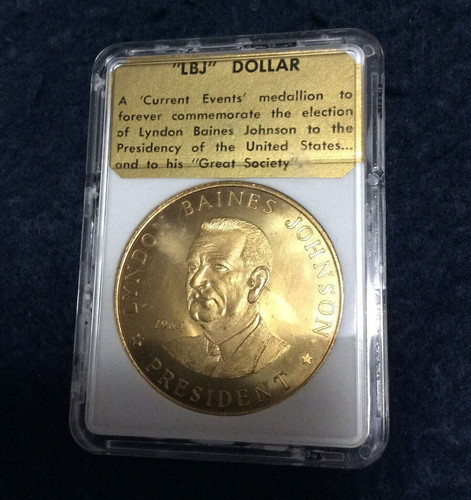 "LBJ" DOLLAR
A 'Current Events' medallion to
forever commemorate the election
of Lyndon Baines Johnson to the
Presidency of the United States...
and to his "Great Society"
LYNDON BAINES JOHNSON
1964
PRESIDENT